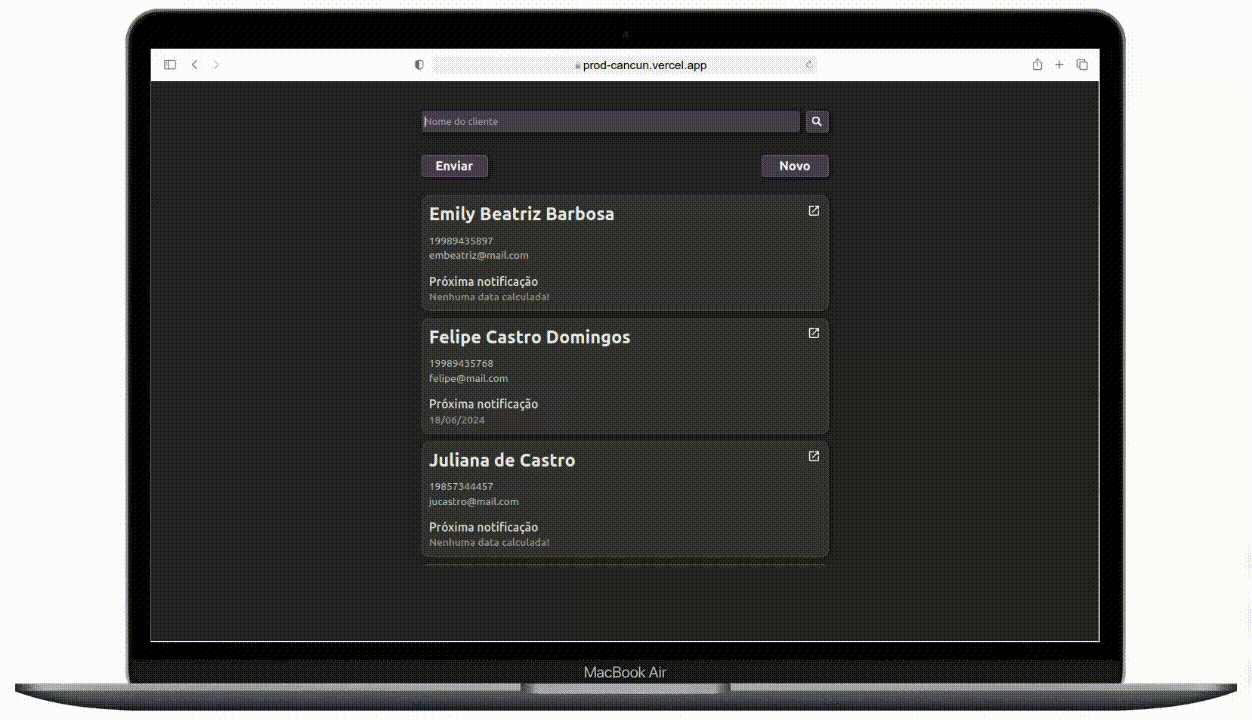 prod-cancun.vercel.app
Nome do cliente
Enviar
Novo
Emily Beatriz Barbosa
19989435897
embeatriz@mail.com
Próxima notificação
Nenhuma data calculada!
Felipe Castro Domingos
19989435768
felipe@mail.com
Próxima notificação
18/06/2024
Juliana de Castro
19857344457
jucastro@mail.com
Próxima notificação
Nenhuma data calculada!
MacBook Air